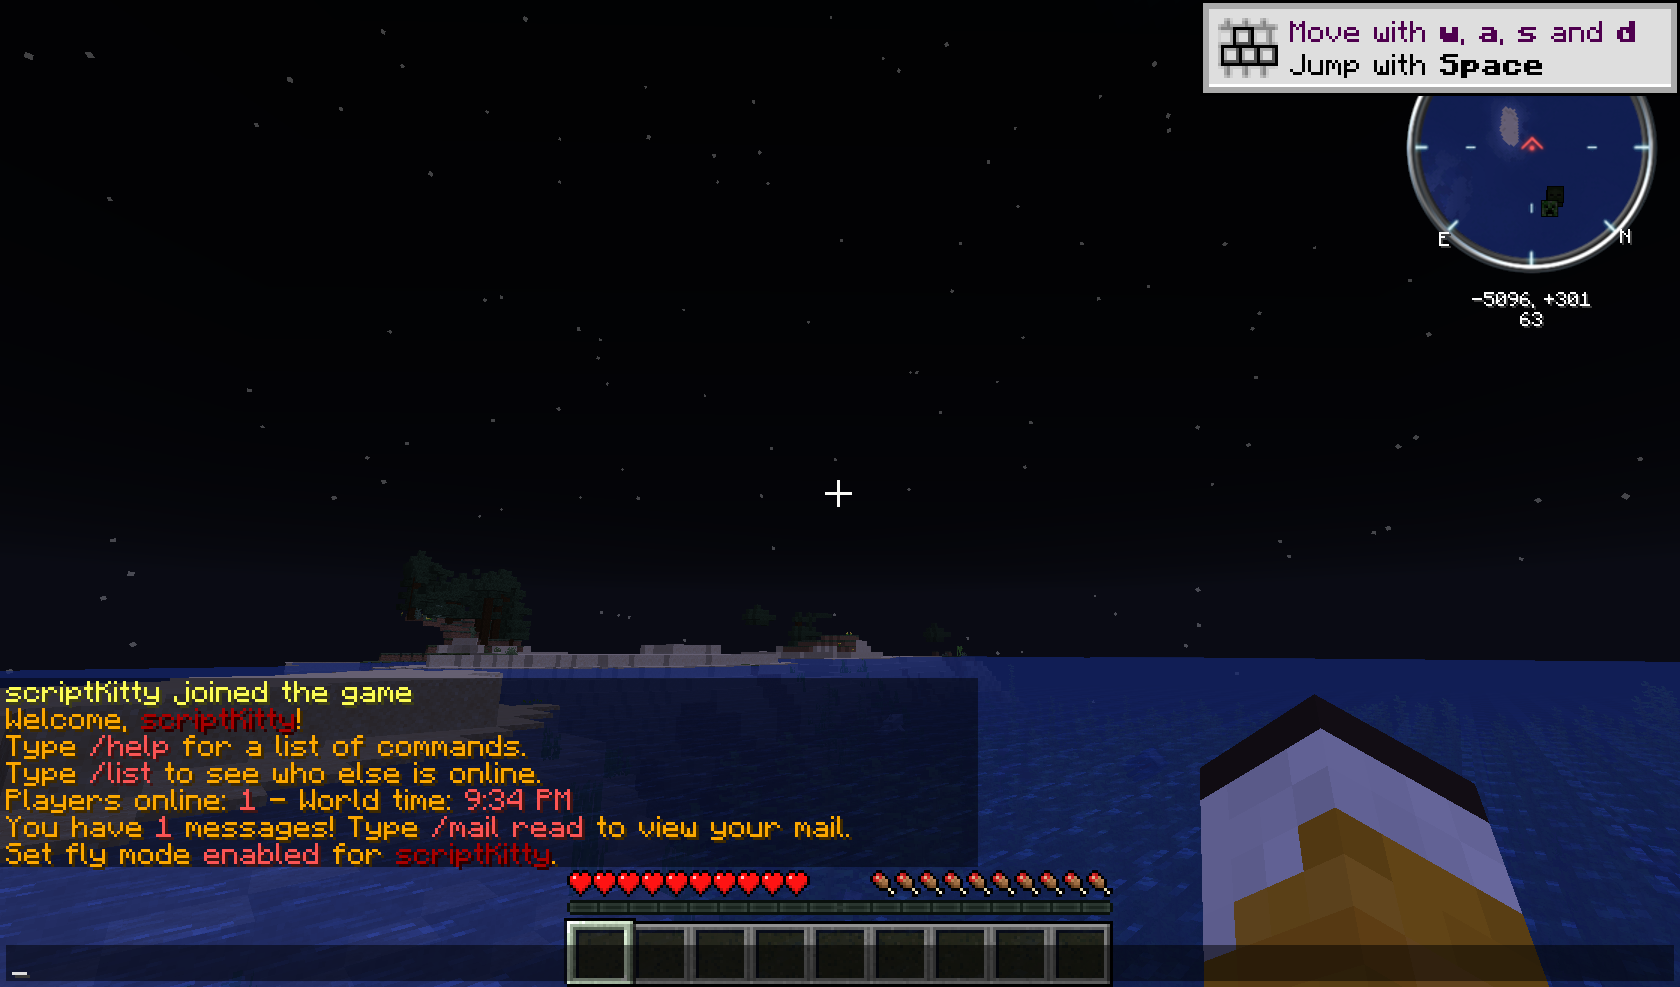 Move with w, a, s and d
Jump with Space
E
N
-5096, +301
63
scriptKitty joined the game
Welcome, scriptKitty!
Type /help for a list of commands.
Type /list to see who else is online.
Players online: 1 - World time: 9:34 PM
You have 1 messages! Type /mail read to view your mail.
Set fly mode enabled for scriptKitty.
_